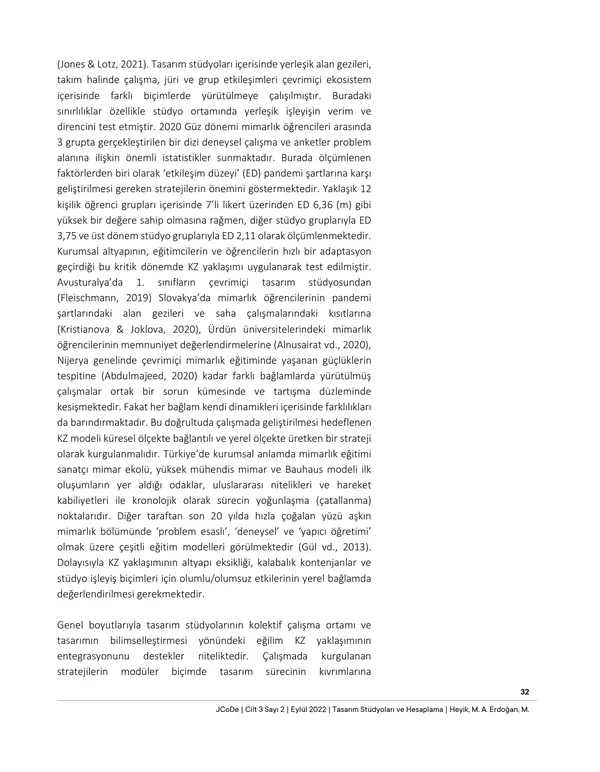 (Jones & Lotz, 2021). Tasarım stüdyoları içerisinde yerleşik alan gezileri,
takım halinde çalışma, jüri ve grup etkileşimleri çevrimiçi ekosistem
içerisinde farklı biçimlerde yürütülmeye çalışılmıştır. Buradaki
sınırlılıklar özellikle stüdyo ortamında yerleşik işleyişin verim ve
direncini test etmiştir. 2020 Güz dönemi mimarlık öğrencileri arasında
3 grupta gerçekleştirilen bir dizi deneysel çalışma ve anketler problem
alanına ilişkin önemli istatistikler sunmaktadır. Burada ölçümlenen
faktörlerden biri olarak ‘etkileşim düzeyi’ (ED) pandemi şartlarına karşı
geliştirilmesi gereken stratejilerin önemini göstermektedir. Yaklaşık 12
kişilik öğrenci grupları içerisinde 7’li likert üzerinden ED 6,36 (m) gibi
yüksek bir değere sahip olmasına rağmen, diğer stüdyo gruplarıyla ED
3,75 ve üst dönem stüdyo gruplarıyla ED 2,11 olarak ölçümlenmektedir.
Kurumsal altyapının, eğitimcilerin ve öğrencilerin hızlı bir adaptasyon
geçirdiği bu kritik dönemde KZ yaklaşımı uygulanarak test edilmiştir.
Avusturalya’da 1. sınıfların çevrimiçi tasarım stüdyosundan
(Fleischmann, 2019) Slovakya’da mimarlık öğrencilerinin pandemi
şartlarındaki alan gezileri ve saha çalışmalarındaki kısıtlarına
(Kristianova & Joklova, 2020), Ürdün üniversitelerindeki mimarlık
öğrencilerinin memnuniyet değerlendirmelerine (Alnusairat vd., 2020),
Nijerya genelinde çevrimiçi mimarlık eğitiminde yaşanan güçlüklerin
tespitine (Abdulmajeed, 2020) kadar farklı bağlamlarda yürütülmüş
çalışmalar ortak bir sorun kümesinde ve tartışma düzleminde
kesişmektedir. Fakat her bağlam kendi dinamikleri içerisinde farklılıkları
da barındırmaktadır. Bu doğrultuda çalışmada geliştirilmesi hedeflenen
KZ modeli küresel ölçekte bağlantılı ve yerel ölçekte üretken bir strateji
olarak kurgulanmalıdır. Türkiye’de kurumsal anlamda mimarlık eğitimi
sanatçı mimar ekolü, yüksek mühendis mimar ve Bauhaus modeli ilk
oluşumların yer aldığı odaklar, uluslararası nitelikleri ve hareket
kabiliyetleri ile kronolojik olarak sürecin yoğunlaşma (çatallanma)
noktalarıdır. Diğer taraftan son 20 yılda hızla çoğalan yüzü aşkın
mimarlık bölümünde ‘problem esaslı’, ‘deneysel’ ve ‘yapıcı öğretimi’
olmak üzere çeşitli eğitim modelleri görülmektedir (Gül vd., 2013).
Dolayısıyla KZ yaklaşımının altyapı eksikliği, kalabalık kontenjanlar ve
stüdyo işleyiş biçimleri için olumlu/olumsuz etkilerinin yerel bağlamda
değerlendirilmesi gerekmektedir.

Genel boyutlarıyla tasarım stüdyolarının kolektif çalışma ortamı ve
tasarımın bilimselleştirmesi yönündeki eğilim KZ yaklaşımının
entegrasyonunu destekler niteliktedir. Çalışmada kurgulanan
stratejilerin modüler biçimde tasarım sürecinin kıvrımlarına
32
JCoDe | Cilt 3 Sayı 2 | Eylül 2022 | Tasarım Stüdyoları ve Hesaplama | Heyik, M. A. Erdoğan, M.